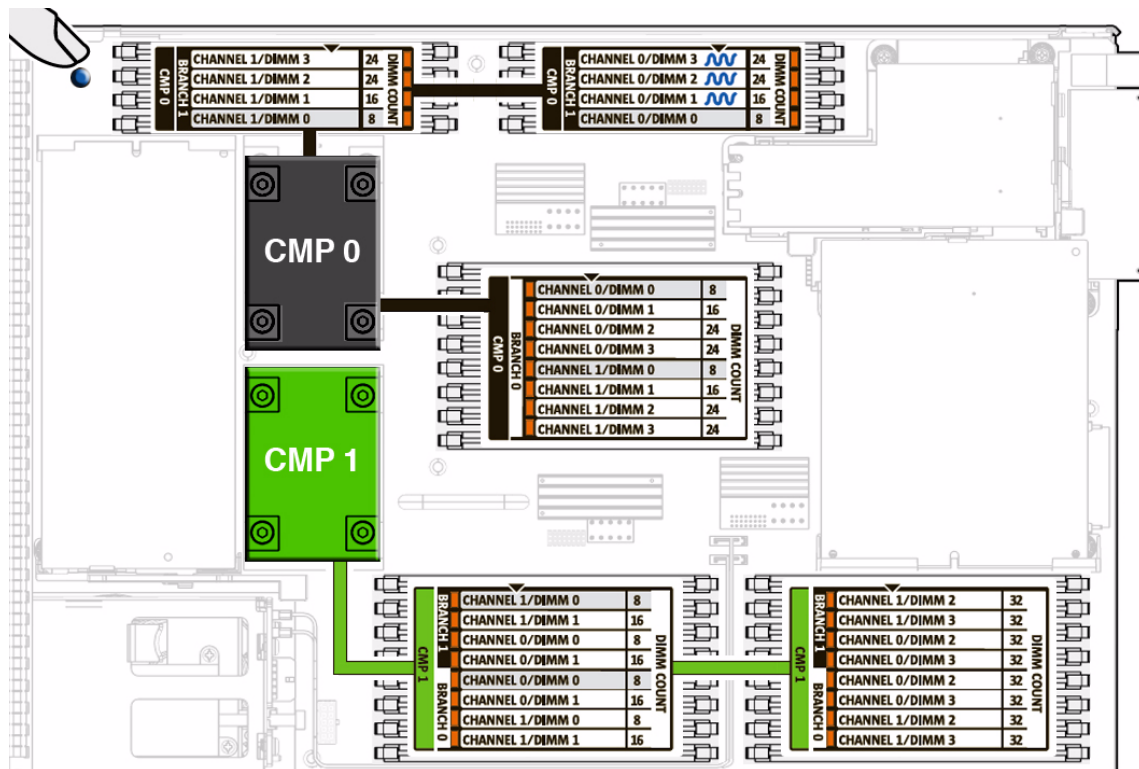 CMP 0
BRANCH 1
CHANNEL 1/DIMM 3 24
CHANNEL 1/DIMM 2 24
CHANNEL 1/DIMM 1 16
CHANNEL 1/DIMM 0 8
DIMM COUNT
CMP 0
BRANCH 1
CHANNEL 0/DIMM 3 24
CHANNEL 0/DIMM 2 24
CHANNEL 0/DIMM 1 16
CHANNEL 0/DIMM 0 8
DIMM COUNT
CMP 0
CMP 0
BRANCH 0
CHANNEL 0/DIMM 0 8
CHANNEL 0/DIMM 1 16
CHANNEL 0/DIMM 2 24
CHANNEL 0/DIMM 3 24
CHANNEL 1/DIMM 0 8
CHANNEL 1/DIMM 1 16
CHANNEL 1/DIMM 2 24
CHANNEL 1/DIMM 3 24
DIMM COUNT
CMP 1
CMP 1
BRANCH 1
BRANCH 0
CHANNEL 1/DIMM 0 8
CHANNEL 1/DIMM 1 16
CHANNEL 0/DIMM 0 8
CHANNEL 0/DIMM 1 16
CHANNEL 0/DIMM 0 8
CHANNEL 0/DIMM 1 16
CHANNEL 1/DIMM 0 8
CHANNEL 1/DIMM 1 16
DIMM COUNT
CMP 1
BRANCH 1
BRANCH 0
CHANNEL 1/DIMM 2 32
CHANNEL 1/DIMM 3 32
CHANNEL 0/DIMM 2 32
CHANNEL 0/DIMM 3 32
CHANNEL 0/DIMM 2 32
CHANNEL 0/DIMM 3 32
CHANNEL 1/DIMM 2 32
CHANNEL 1/DIMM 3 32
DIMM COUNT